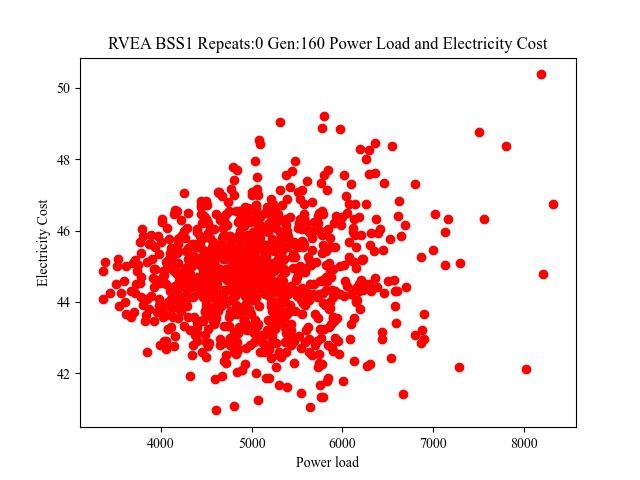 RVEA BSS1 Repeats:0 Gen:160 Power Load and Electricity Cost
50
48
46
44
42
Electricity Cost
4000 5000 6000 7000 8000
Power load